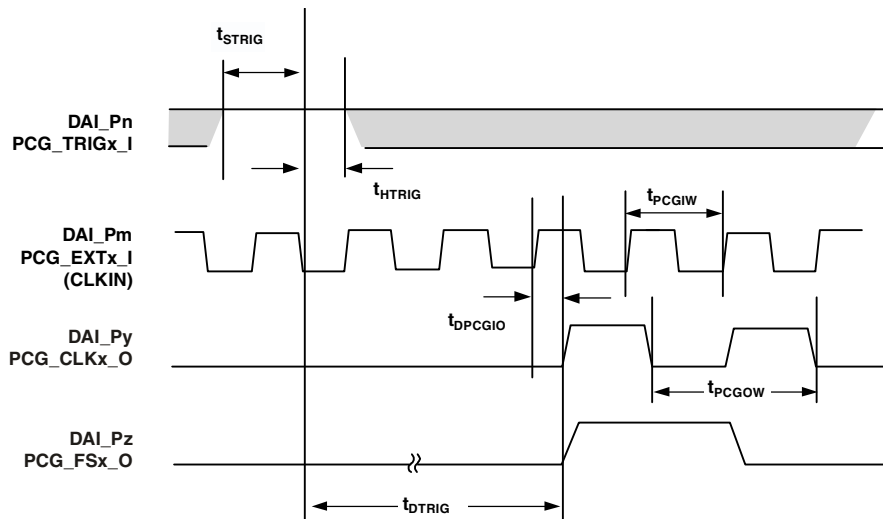 tSTRIG
DAI_Pn
PCG_TRIGx_I
tHTRIG
tPCGIW
DAI_Pm
PCG_EXTx_I
(CLKIN)
tDPCGIO
DAI_Py
PCG_CLKx_O
tPCGOW
DAI_Pz
PCG_FSx_O
tDTRIG